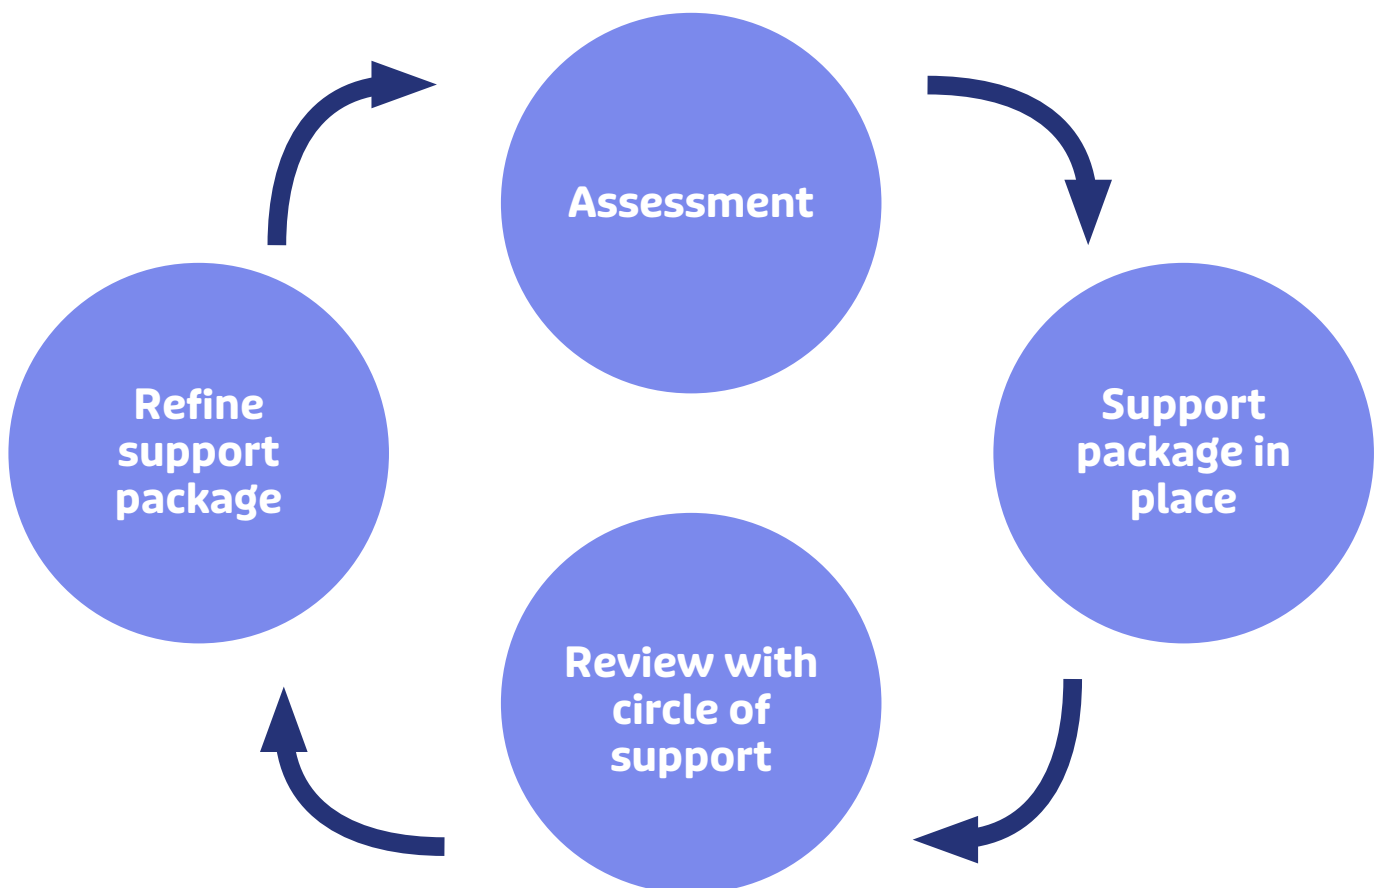 Assessment
Support
package in
place
Review with
circle of
support
Refine
support
package